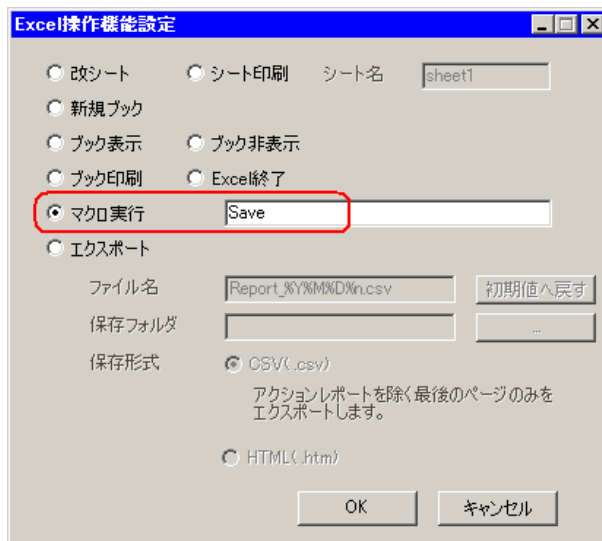 Excel操作機能設定
改シート シート印刷 シート名 sheet1
新規ブック
ブック表示 ブック非表示
ブック印刷 Excel終了
マクロ実行 Save
エクスポート
ファイル名 Report_%Y%M%D%n.csv 初期値へ戻す
保存フォルダ ...
保存形式 CSV(.csv)
アクションレポートを除く最後のページのみを
エクスポートします。
HTML(.htm)
OK キャンセル